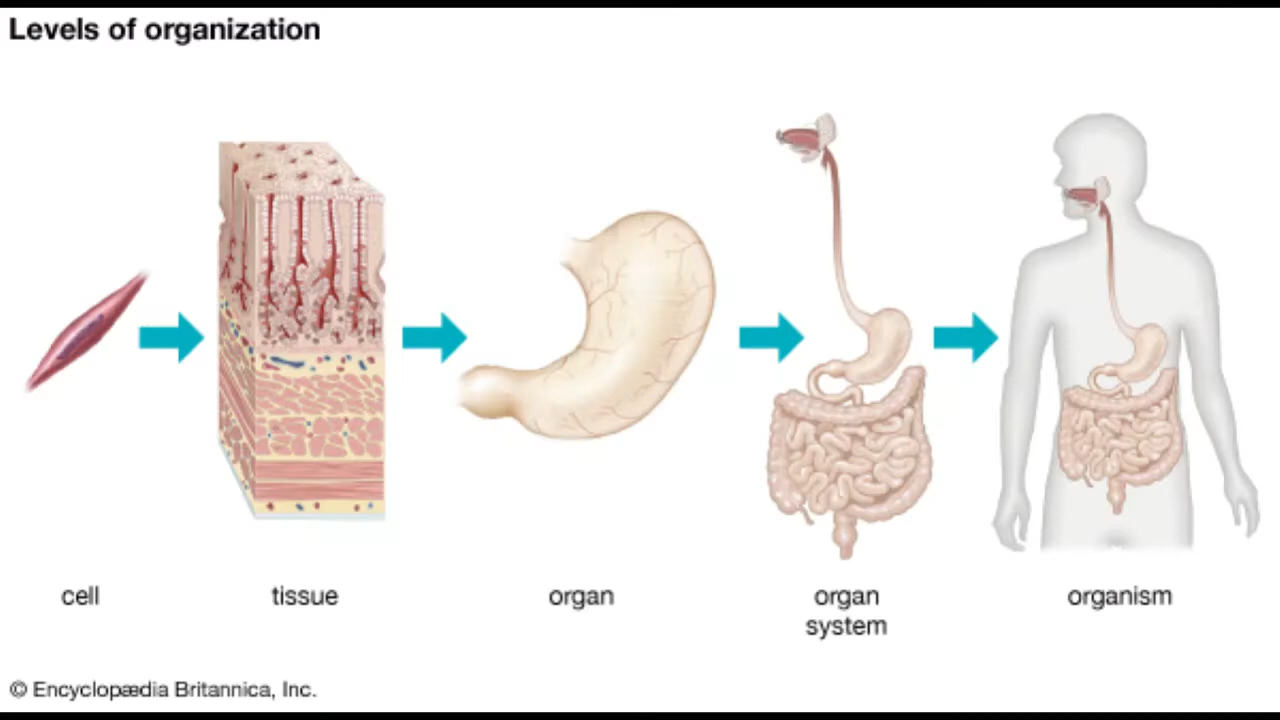 Levels of organization
cell
tissue
organ
organ
system
organism
© Encyclopædia Britannica, Inc.